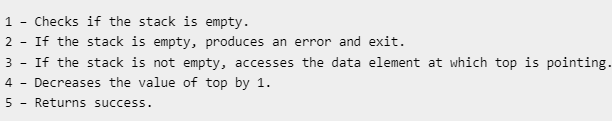 1 − Checks if the stack is empty.
2 − If the stack is empty, produces an error and exit.
3 − If the stack is not empty, accesses the data element at which top is pointing.
4 − Decreases the value of top by 1.
5 − Returns success.